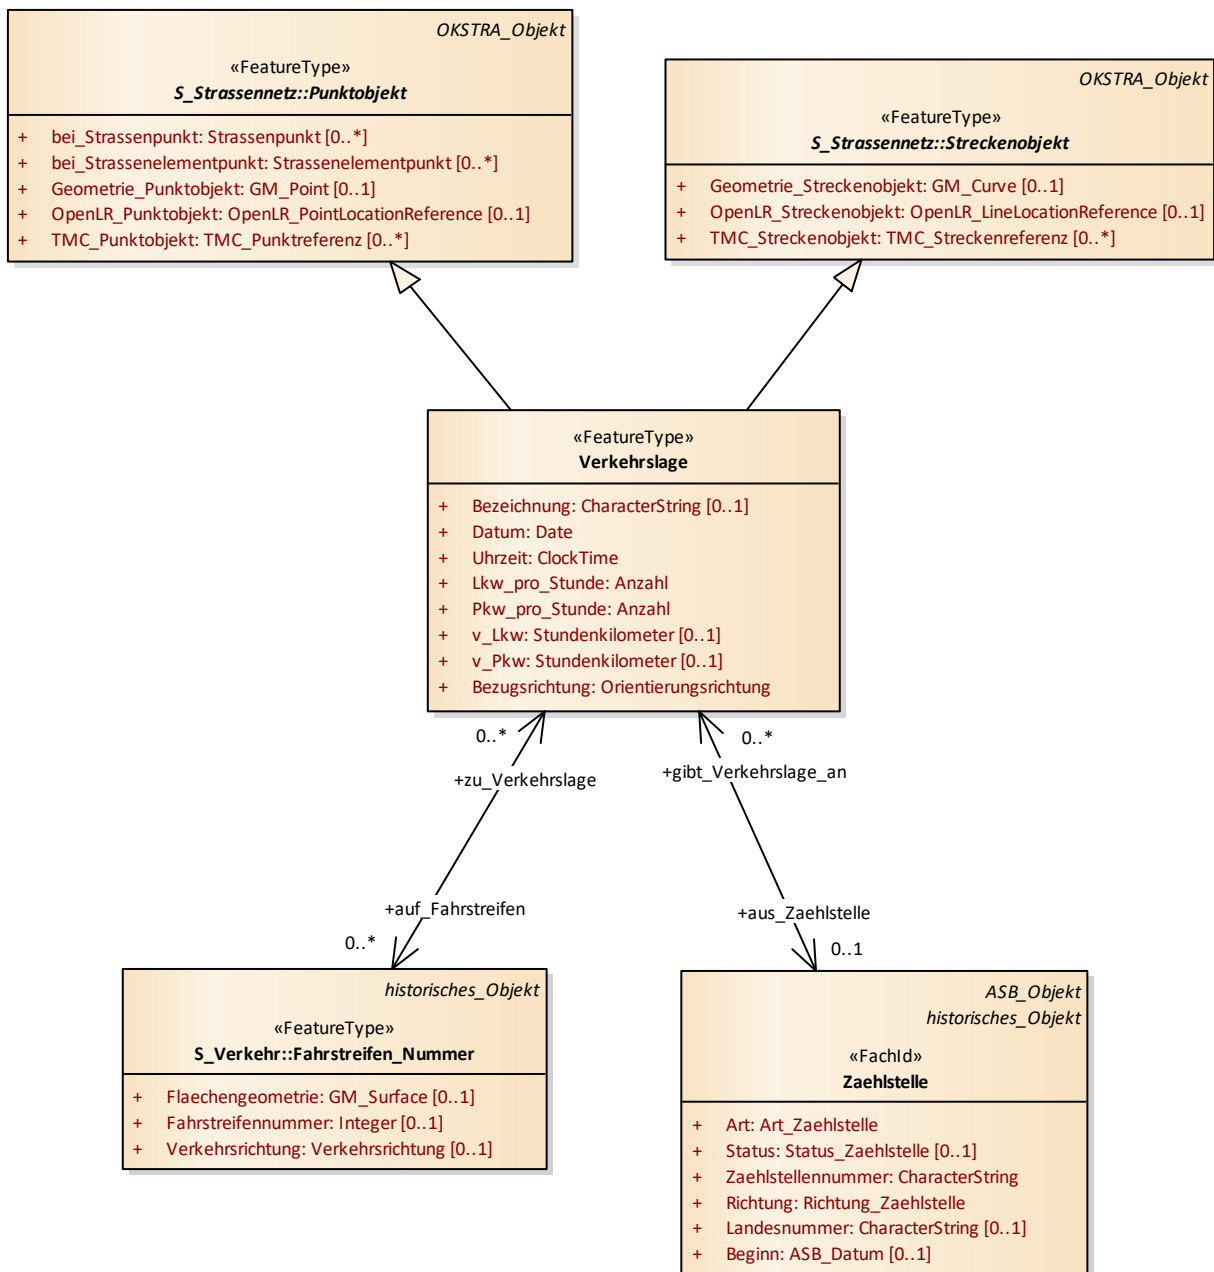 OKSTRA_Objekt
«FeatureType»
S_Strassennetz::Punktobjekt
+ bei_Strassenpunkt: Strassenpunkt [0..*]
+ bei_Strassenelementpunkt: Strassenelementpunkt [0..*]
+ Geometrie_Punktobjekt: GM_Point [0..1]
+ OpenLR_Punktobjekt: OpenLR_PointLocationReference [0..1]
+ TMC_Punktobjekt: TMC_Punktreferenz [0..*]
OKSTRA_Objekt
«FeatureType»
S_Strassennetz::Streckenobjekt
+ Geometrie_Streckenobjekt: GM_Curve [0..1]
+ OpenLR_Streckenobjekt: OpenLR_LineLocationReference [0..1]
+ TMC_Streckenobjekt: TMC_Streckenreferenz [0..*]
«FeatureType»
Verkehrslage
+ Bezeichnung: CharacterString [0..1]
+ Datum: Date
+ Uhrzeit: ClockTime
+ Lkw_pro_Stunde: Anzahl
+ Pkw_pro_Stunde: Anzahl
+ v_Lkw: Stundenkilometer [0..1]
+ v_Pkw: Stundenkilometer [0..1]
+ Bezugsrichtung: Orientierungsrichtung
0..*
+zu_Verkehrslage
0..*
+gibt_Verkehrslage_an
+auf_Fahrstreifen
0..*
+aus_Zaehlstelle
0..1
historisches_Objekt
«FeatureType»
S_Verkehr::Fahrstreifen_Nummer
+ Flaechengeometrie: GM_Surface [0..1]
+ Fahrstreifennummer: Integer [0..1]
+ Verkehrsrichtung: Verkehrsrichtung [0..1]
ASB_Objekt
historisches_Objekt
«FachId»
Zaehlstelle
+ Art: Art_Zaehlstelle
+ Status: Status_Zaehlstelle [0..1]
+ Zaehlstellennummer: CharacterString
+ Richtung: Richtung_Zaehlstelle
+ Landesnummer: CharacterString [0..1]
+ Beginn: ASB_Datum [0..1]